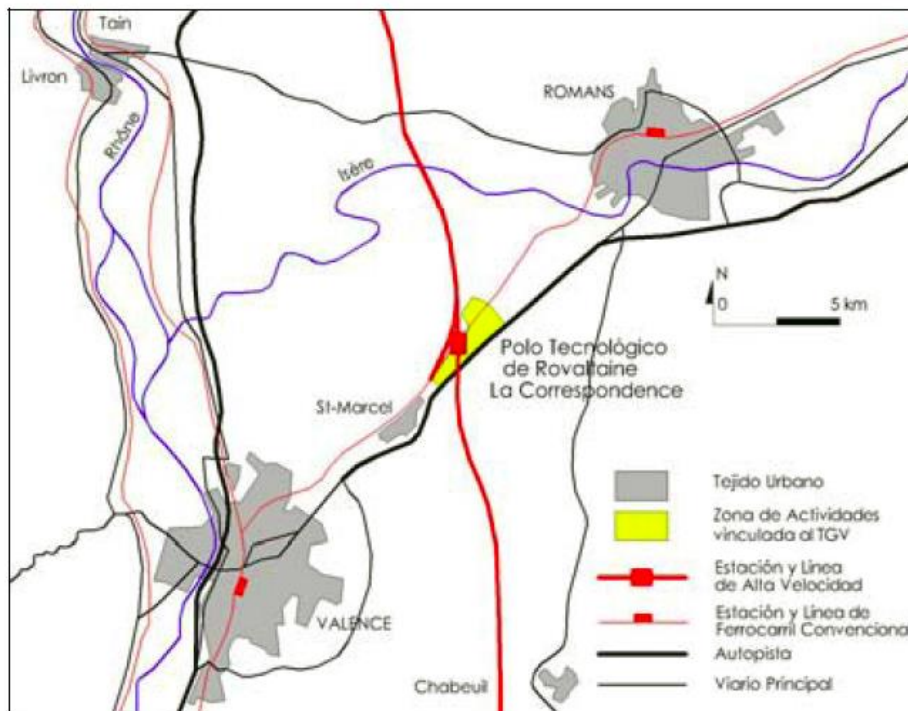 Tain
Livron
Rhône
Isère
ROMANS
N
0 5 km
Polo Tecnológico
de Rovaltaine
La Correspondence
St-Marcel
VALENCE
Chabeuil
Tejido Urbano
Zona de Actividades
vinculada al TGV
Estación y Línea
de Alta Velocidad
Estación y Línea de
Ferrocarril Convenciona
Autopista
Viario Principal